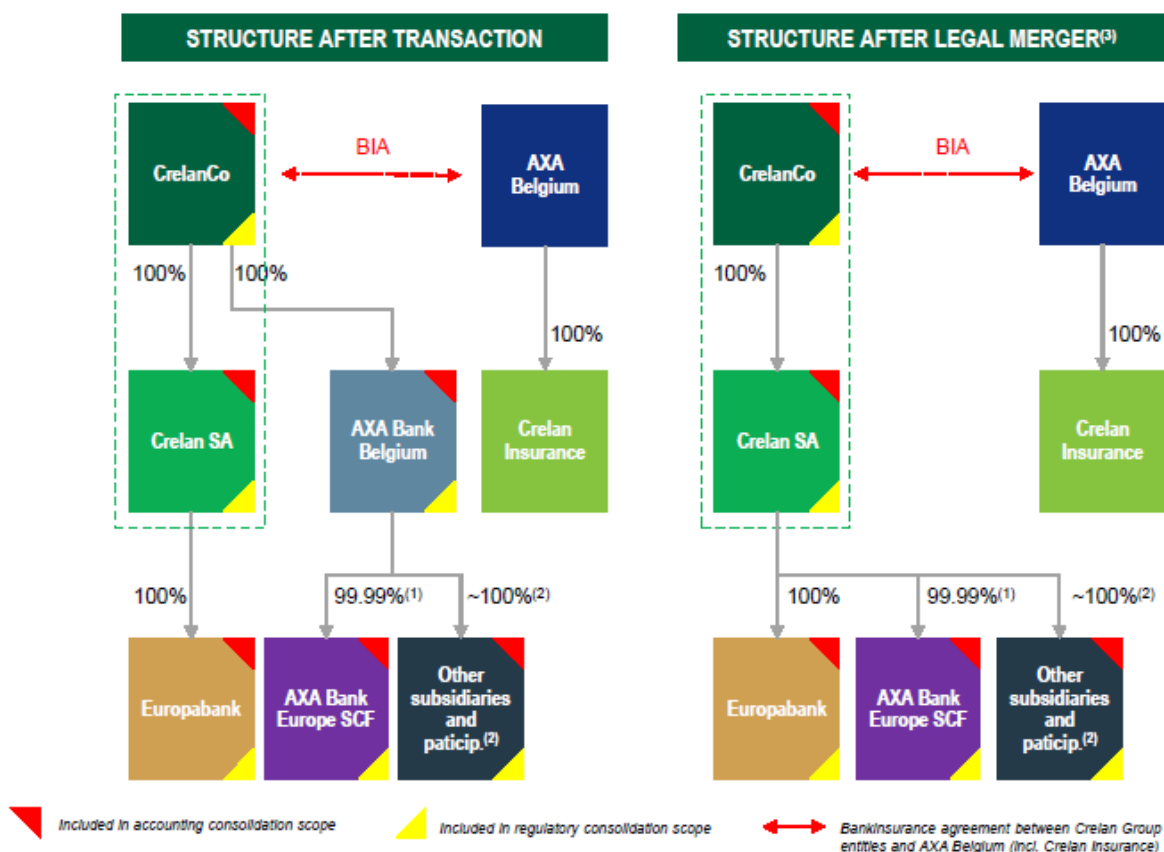 STRUCTURE AFTER TRANSACTION
CrelanCo
BIA
AXA
Belgium
100%
100%
100%
Crelan SA
AXA Bank
Belgium
Crelan
Insurance
100%
99.99%(1)
~100%(2)
Europabank
AXA Bank
Europe SCF
Other
subsidiaries
and
paticip.(2)
STRUCTURE AFTER LEGAL MERGER(3)
CrelanCo
BIA
AXA
Belgium
100%
100%
Crelan SA
Crelan
Insurance
100%
99.99%(1)
~100%(2)
Europabank
AXA Bank
Europe SCF
Other
subsidiaries
and
paticip.(2)
Included in accounting consolidation scope
Included in regulatory consolidation scope
Bankinsurance agreement between Crelan Group
entities and AXA Belgium (incl. Crelan Insurance)